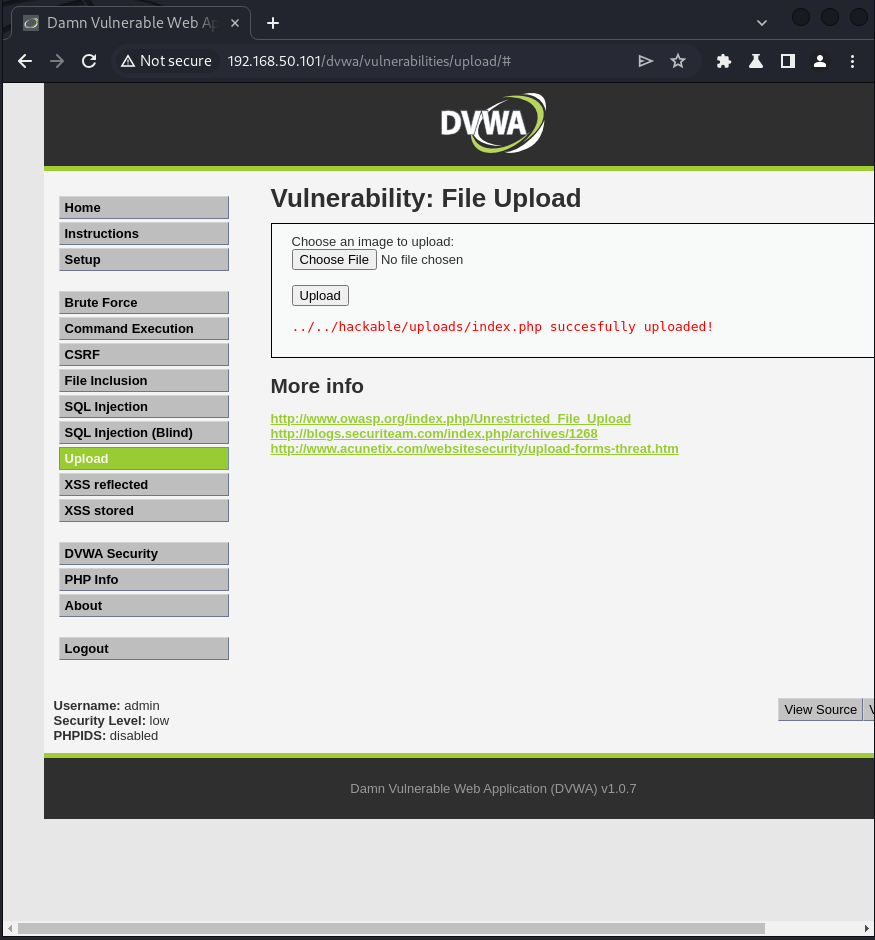 Damn Vulnerable Web Ap
Not secure 192.168.50.101/dvwa/vulnerabilities/upload/#
DVWA
Home
Instructions
Setup
Brute Force
Command Execution
CSRF
File Inclusion
SQL Injection
SQL Injection (Blind)
Upload
XSS reflected
XSS stored
DVWA Security
PHP Info
About
Logout
Vulnerability: File Upload
Choose an image to upload:
Choose File No file chosen
Upload
../../hackable/uploads/index.php succesfully uploaded!
More info
http://www.owasp.org/index.php/Unrestricted_File_Upload
http://blogs.securiteam.com/index.php/archives/1268
http://www.acunetix.com/websitesecurity/upload-forms-threat.htm
Username: admin
Security Level: low
PHPIDS: disabled
View Source
Damn Vulnerable Web Application (DVWA) v1.0.7